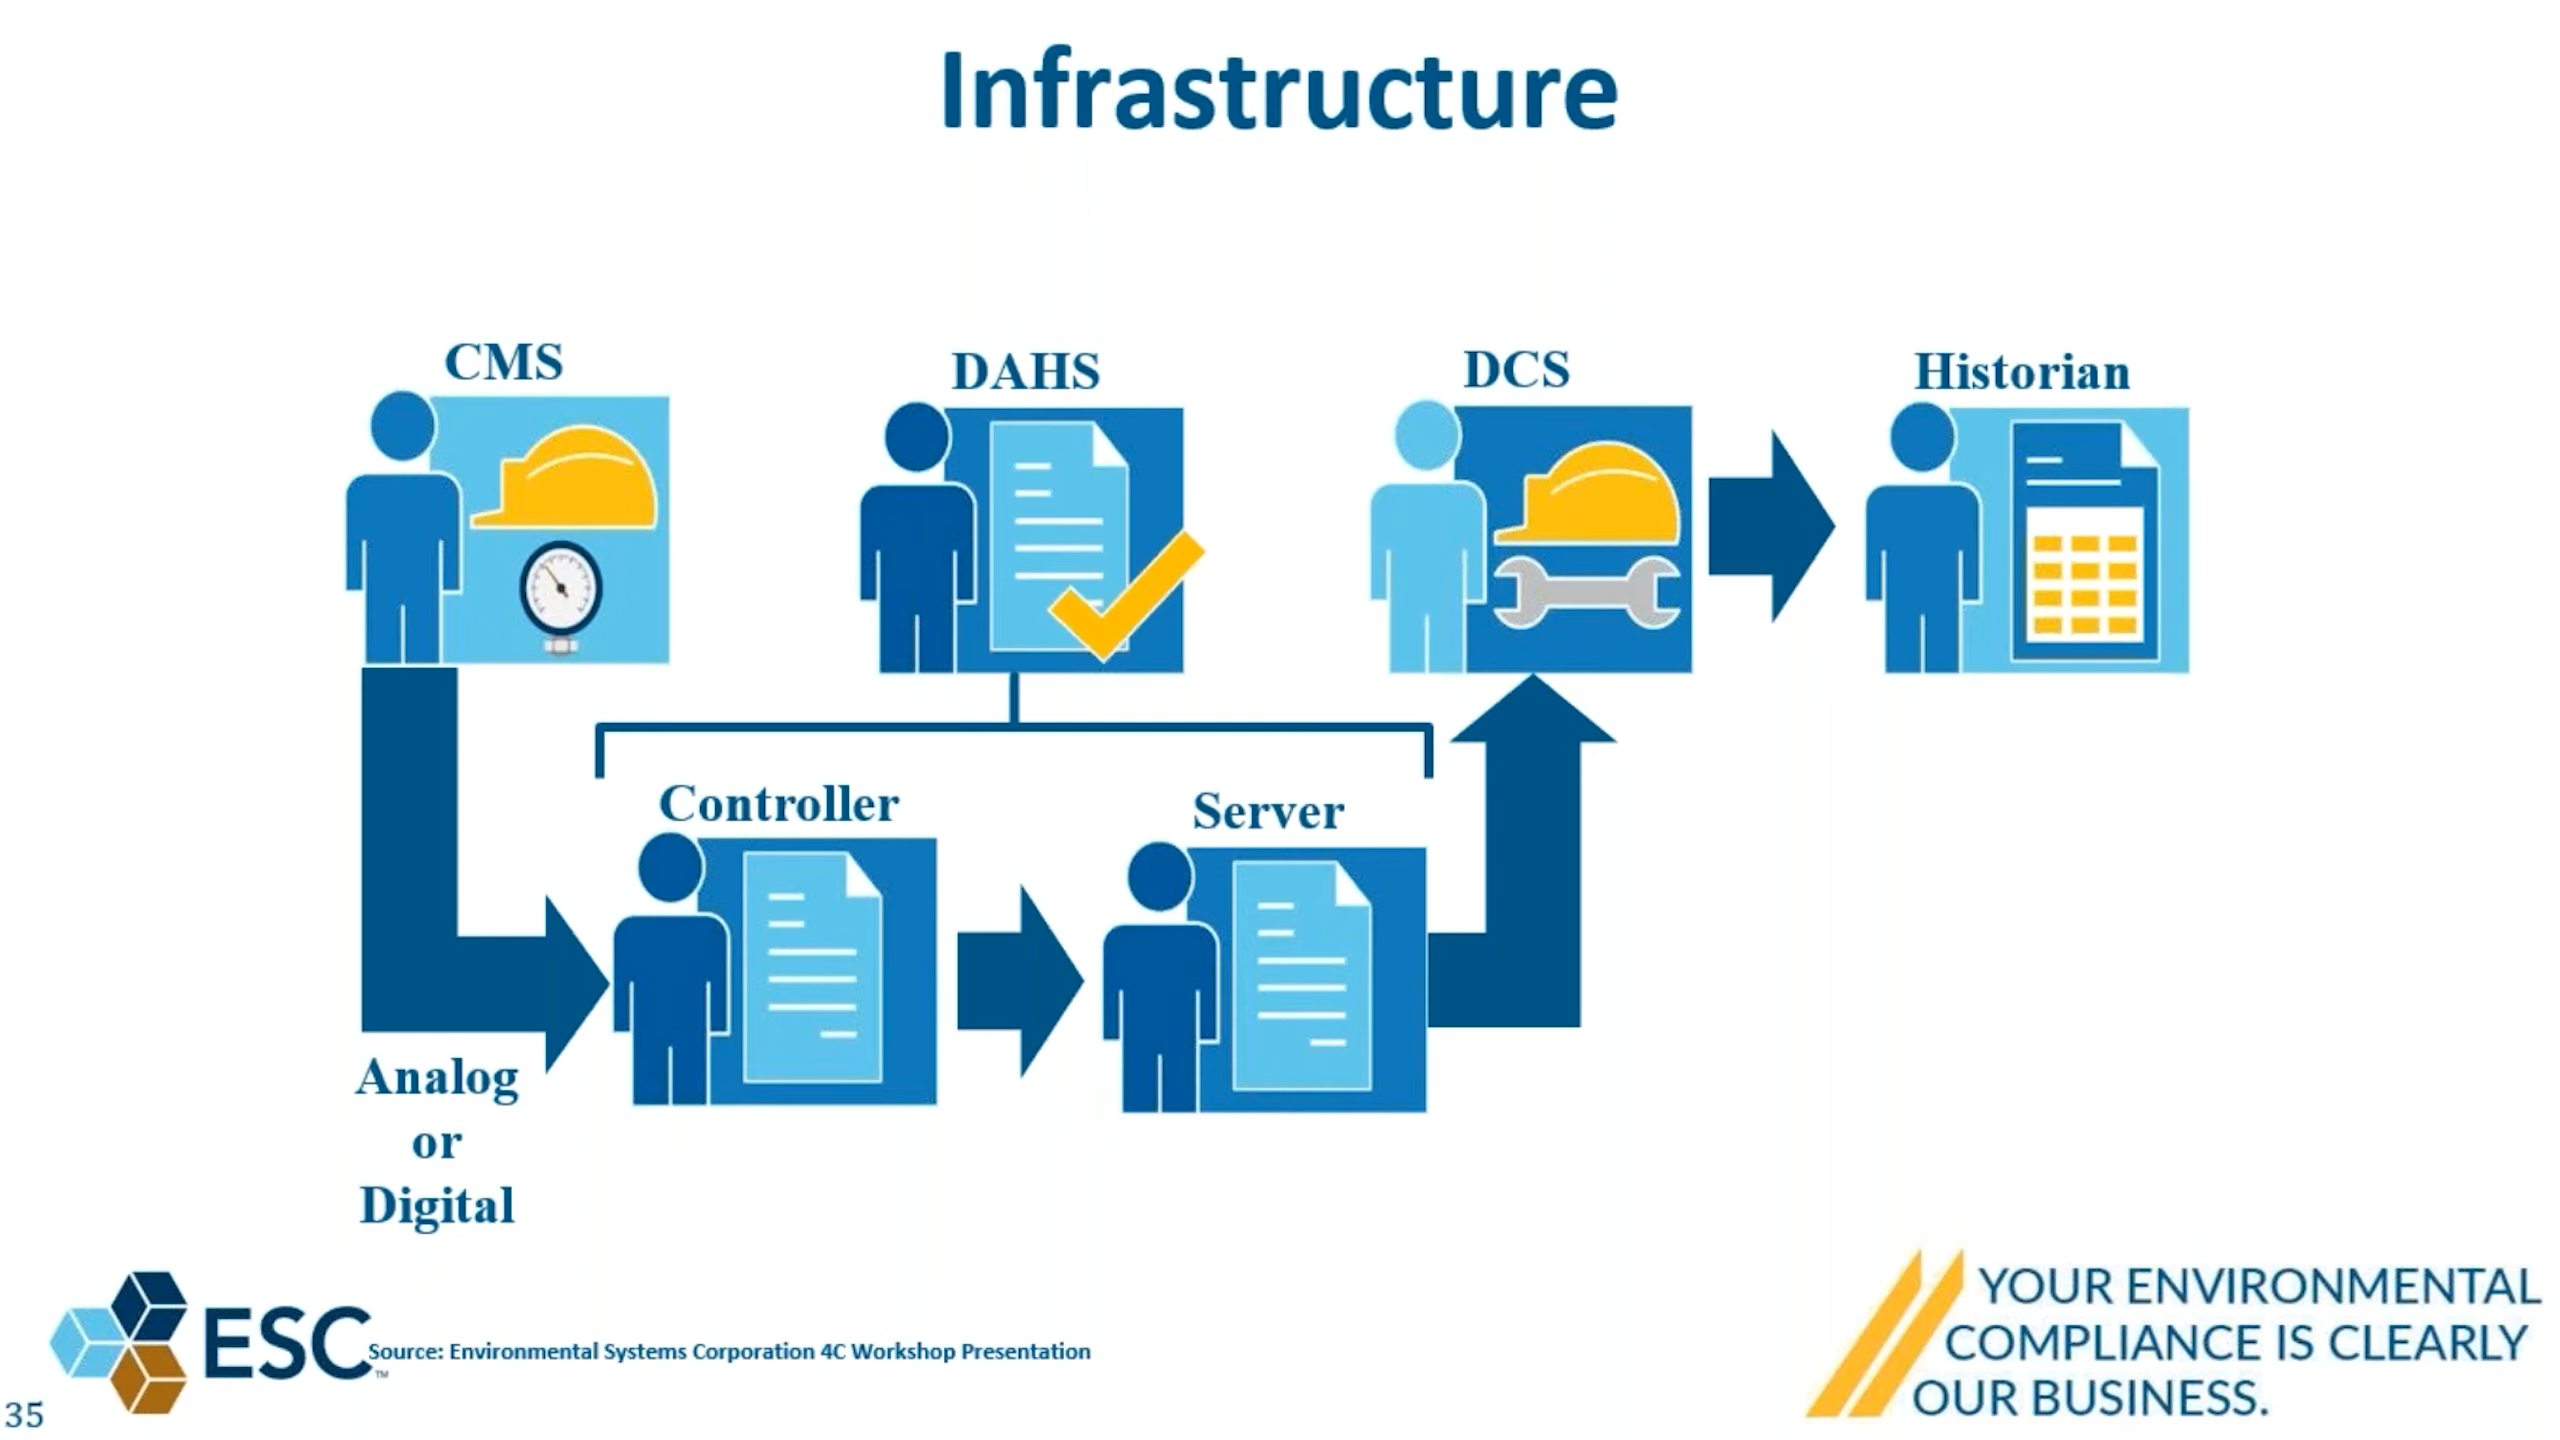 Infrastructure
CMS
DAHS
DCS
Historian
Controller
Server
Analog
or
Digital
ESC™
Source: Environmental Systems Corporation 4C Workshop Presentation
YOUR ENVIRONMENTAL
COMPLIANCE IS CLEARLY
OUR BUSINESS.
35